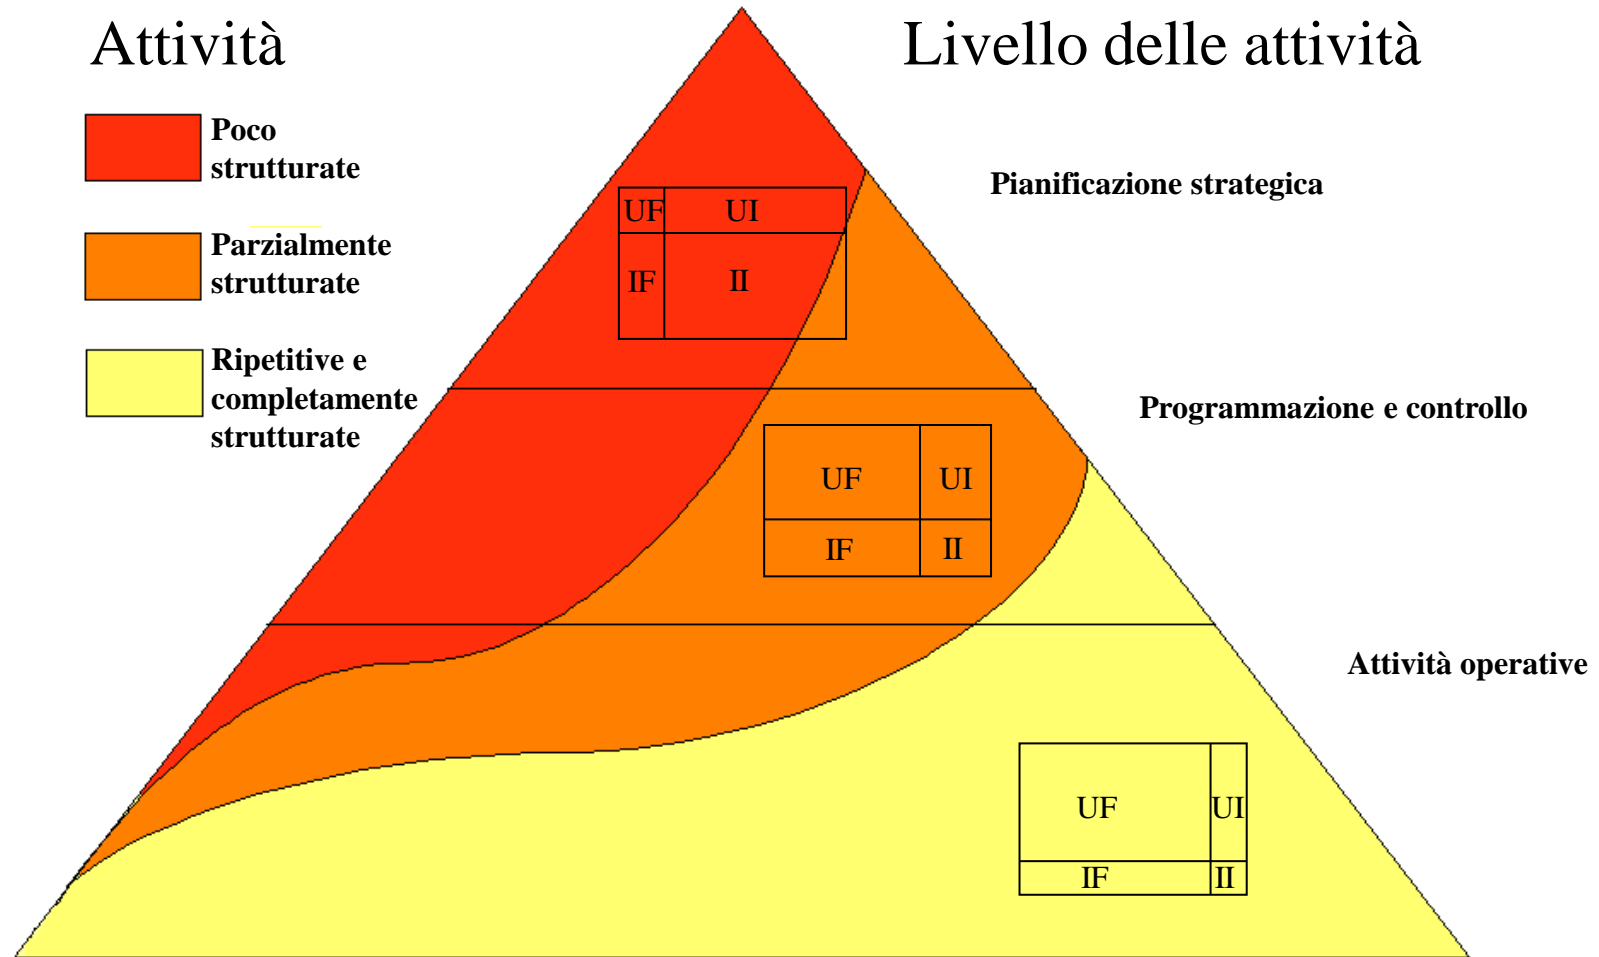 Attività
Livello delle attività
Poco
strutturate
Parzialmente
strutturate
Ripetitive e
completamente
strutturate
Pianificazione strategica
Programmazione e controllo
Attività operative
UF UI
IF II
UF UI
IF II
UF UI
IF II